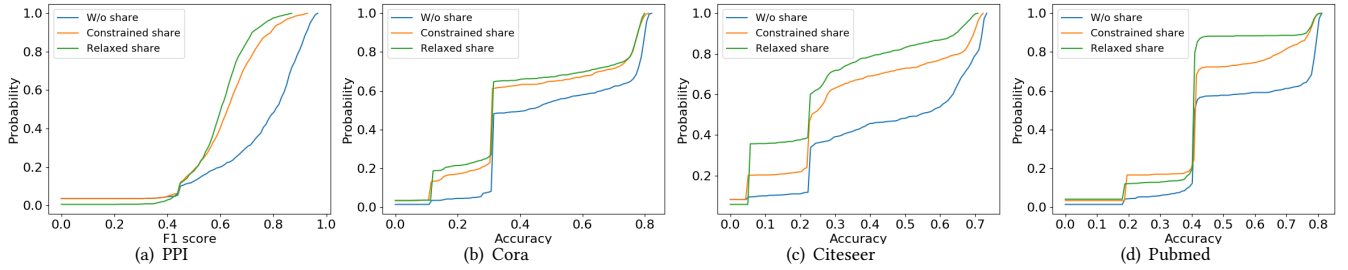 W/o share
Constrained share
Relaxed share
Probability
1.0
0.8
0.6
0.4
0.2
0.0
0.0 0.2 0.4 0.6 0.8 1.0
F1 score
(a) PPI
W/o share
Constrained share
Relaxed share
Probability
1.0
0.8
0.6
0.4
0.2
0.0
0.0 0.2 0.4 0.6 0.8
Accuracy
(b) Cora
W/o share
Constrained share
Relaxed share
Probability
1.0
0.8
0.6
0.4
0.2
0.0 0.1 0.2 0.3 0.4 0.5 0.6 0.7
Accuracy
(c) Citeseer
W/o share
Constrained share
Relaxed share
Probability
1.0
0.8
0.6
0.4
0.2
0.0
0.0 0.1 0.2 0.3 0.4 0.5 0.6 0.7 0.8
Accuracy
(d) Pubmed